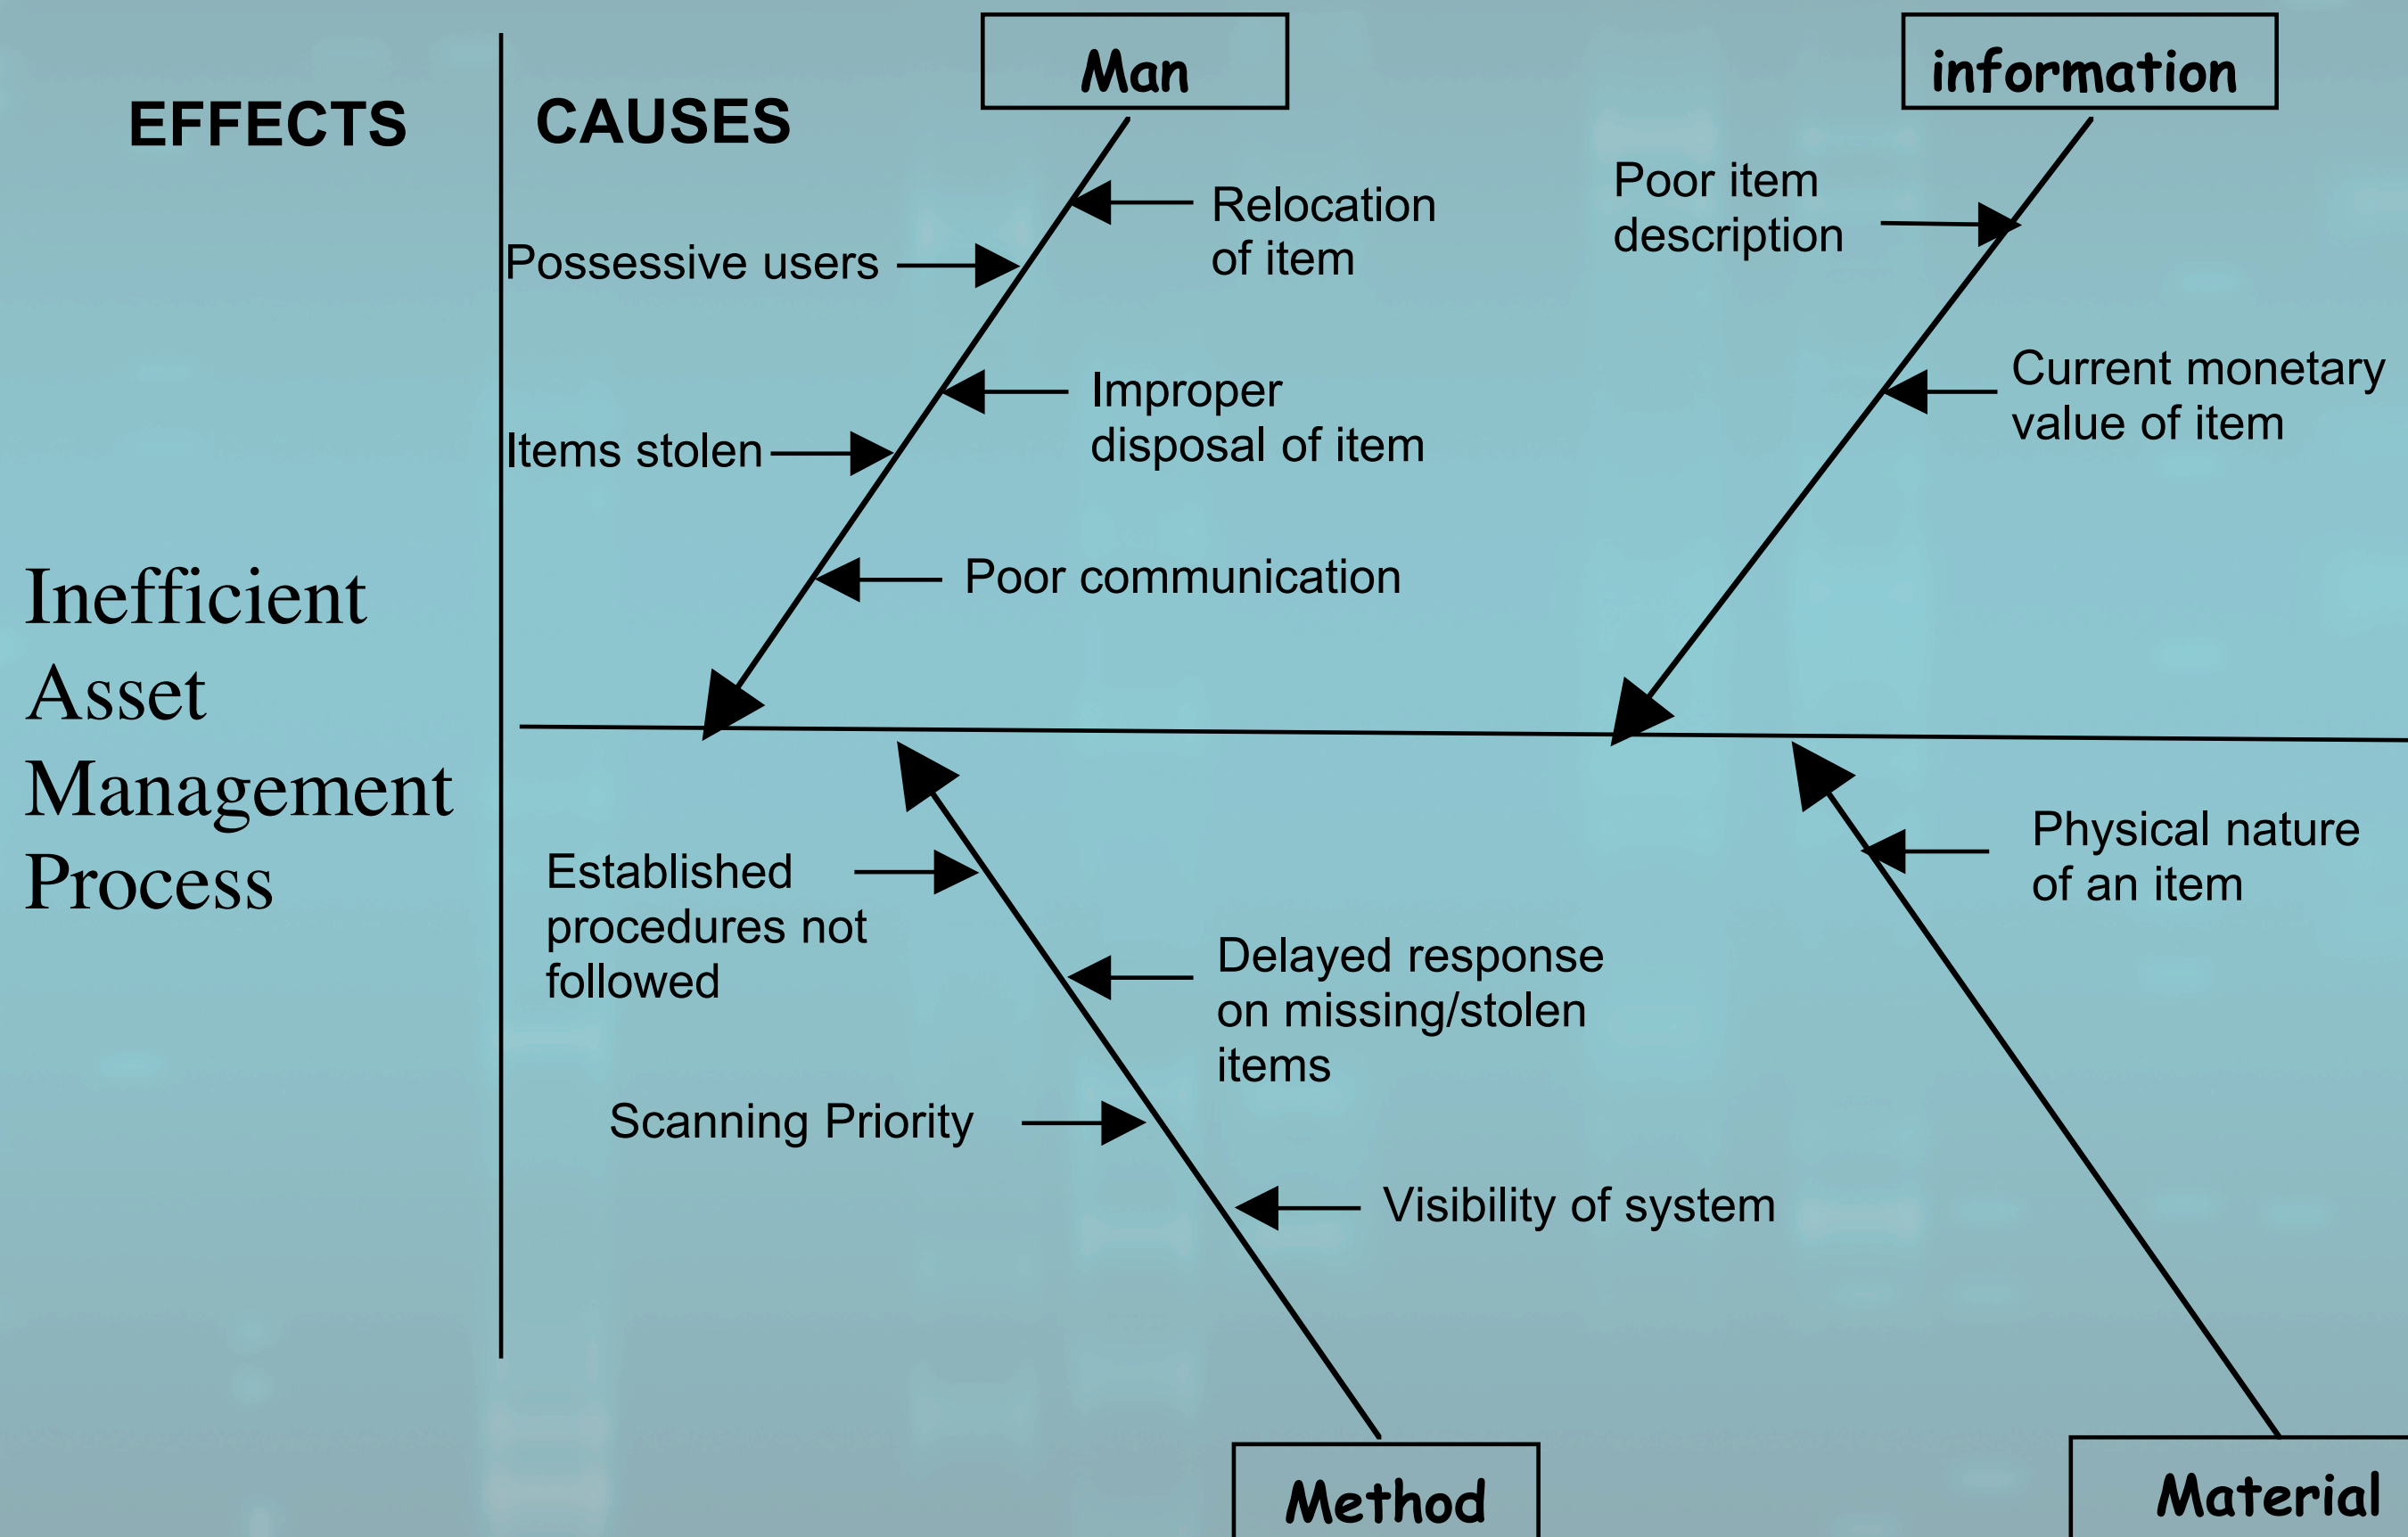 EFFECTS
CAUSES
Man
information
Relocation
of item
Possessive users
Improper
disposal of item
Items stolen
Poor communication
Poor item
description
Current monetary
value of item
Inefficient
Asset
Management
Process
Established
procedures not
followed
Delayed response
on missing/stolen
items
Scanning Priority
Visibility of system
Physical nature
of an item
Method
Material